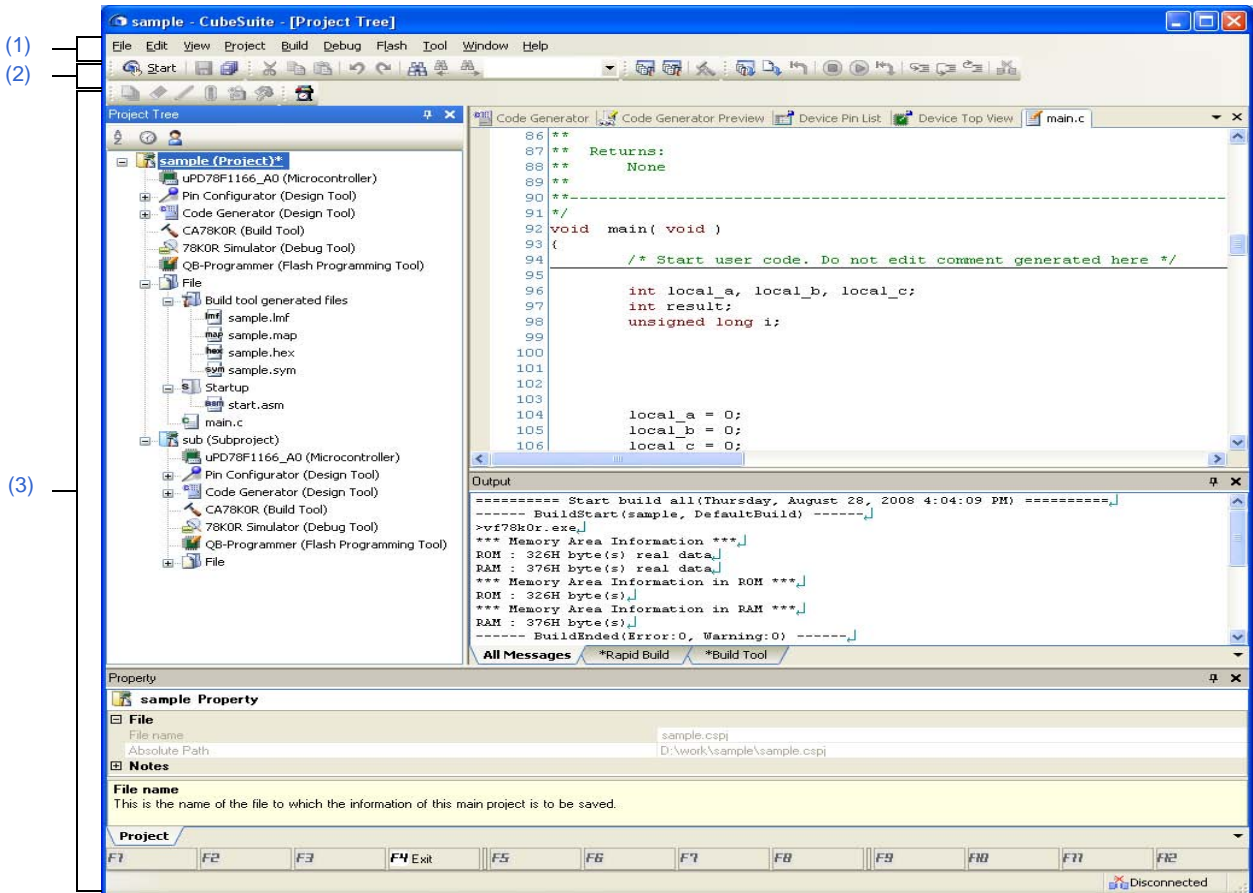 sample - CubeSuite - [Project Tree]
(1)
File Edit View Project Build Debug Flash Tool Window Help
(2)
Start
(3)
Project Tree
sample (Project)*
uPD78F1166_A0 (Microcontroller)
Pin Configurator (Design Tool)
Code Generator (Design Tool)
CA78K0R (Build Tool)
78K0R Simulator (Debug Tool)
QB-Programmer (Flash Programming Tool)
File
Build tool generated files
lmf sample.lmf
map sample.map
hex sample.hex
sym sample.sym
Startup
asm start.asm
main.c
sub (Subproject)
uPD78F1166_A0 (Microcontroller)
Pin Configurator (Design Tool)
Code Generator (Design Tool)
CA78K0R (Build Tool)
78K0R Simulator (Debug Tool)
QB-Programmer (Flash Programming Tool)
File
Code Generator Code Generator Preview Device Pin List Device Top View main.c
86 **
87 ** Returns:
88 ** None
89 **
90 **-----------------------------------------------------------------------------
91 */
92 void main( void )
93 {
94 /* Start user code. Do not edit comment generated here */
95
96 int local_a, local_b, local_c;
97 int result;
98 unsigned long i;
99
100
101
102
103
104 local_a = 0;
105 local_b = 0;
106 local_c = 0;
Output
========== Start build all(Thursday, August 28, 2008 4:04:09 PM) ==========
------ BuildStart(sample, DefaultBuild) ------
>vf78k0r.exe
*** Memory Area Information ***
ROM : 326H byte(s) real data
RAM : 376H byte(s) real data
*** Memory Area Information in ROM ***
ROM : 326H byte(s)
*** Memory Area Information in RAM ***
RAM : 376H byte(s)
------ BuildEnded(Error:0, Warning:0) ------
All Messages *Rapid Build *Build Tool
Property
sample Property
File
File name sample.cspj
Absolute Path D:\work\sample\sample.cspj
Notes
File name
This is the name of the file to which the information of this main project is to be saved.
Project
F1 F2 F3 F4 Exit F5 F6 F7 F8 F9 F10 F11 F12
Disconnected